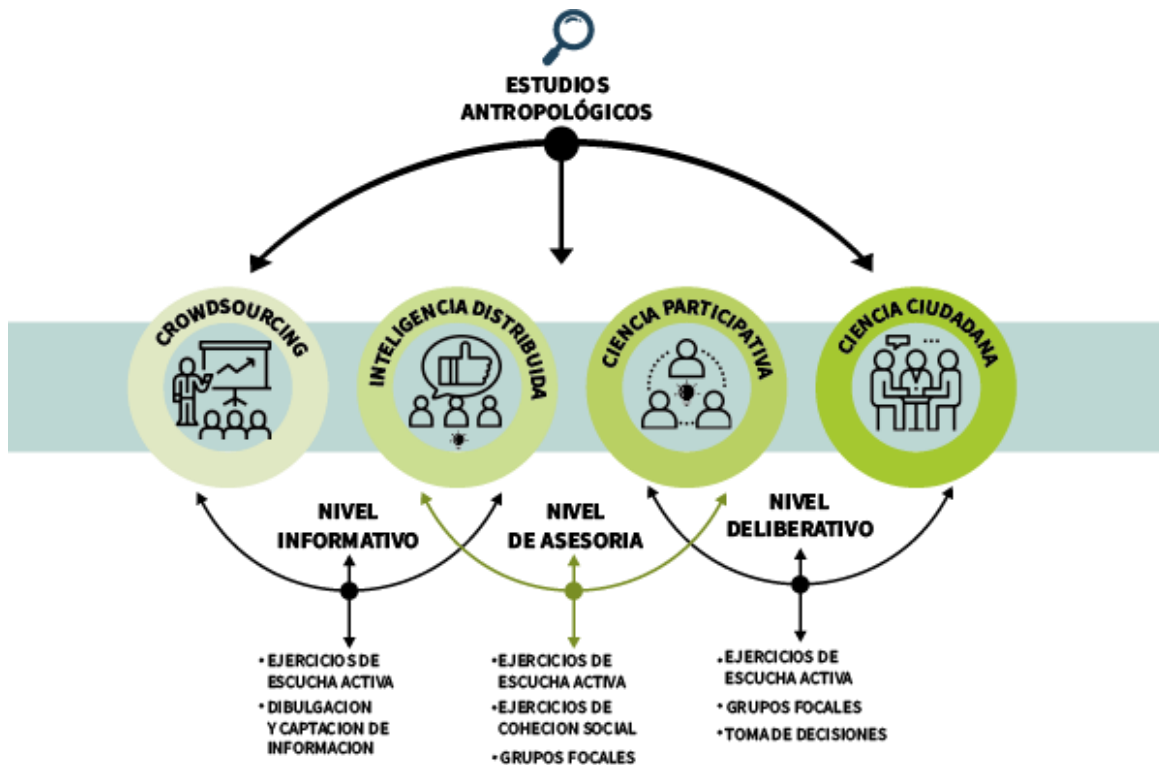 ESTUDIOS
ANTROPOLÓGICOS
CROWDSOURCING
INTELIGENCIA DISTRIBUIDA
CIENCIA PARTICIPATIVA
CIENCIA CIUDADANA
NIVEL
INFORMATIVO
NIVEL
DE ASESORIA
NIVEL
DELIBERATIVO
• EJERCICIOS DE
ESCUCHA ACTIVA
• DIBULGACION
Y CAPTACION DE
INFORMACION
• EJERCICIOS DE
ESCUCHA ACTIVA
• EJERCICIOS DE
COHECION SOCIAL
• GRUPOS FOCALES
• EJERCICIOS DE
ESCUCHA ACTIVA
• GRUPOS FOCALES
• TOMA DE DECISIONES